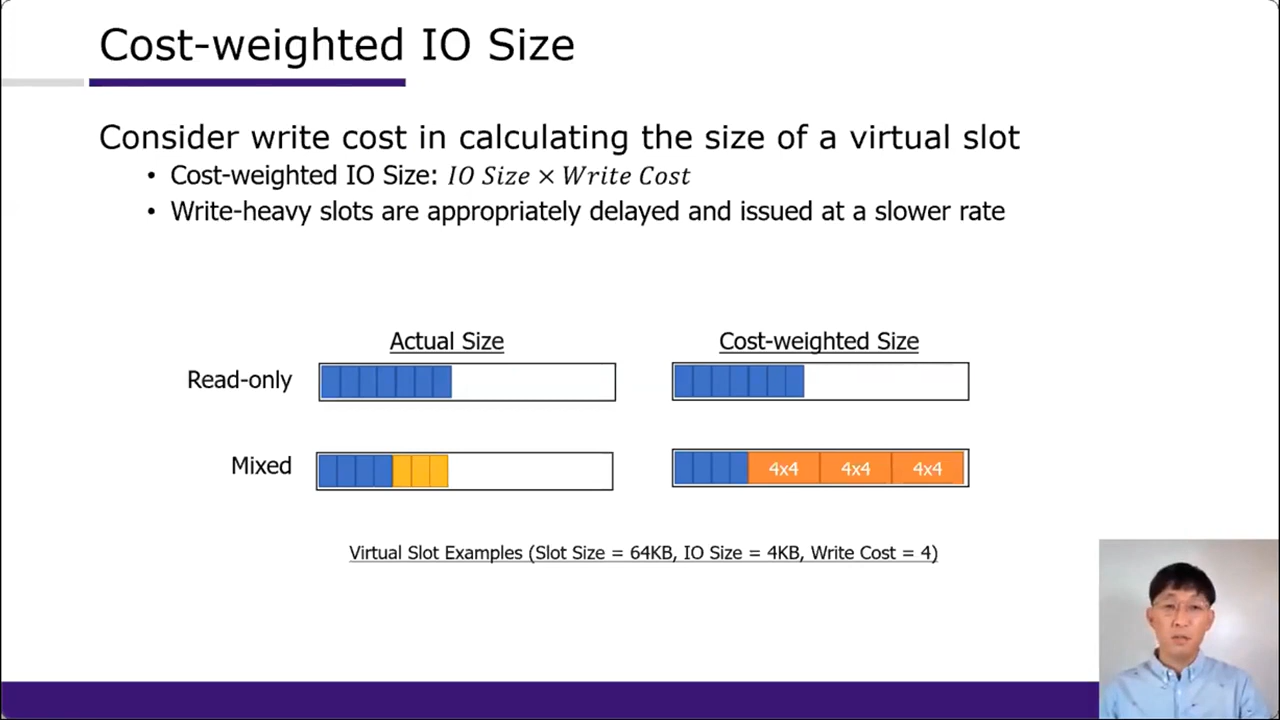 Cost-weighted IO Size
Consider write cost in calculating the size of a virtual slot
• Cost-weighted IO Size: IO Size × Write Cost
• Write-heavy slots are appropriately delayed and issued at a slower rate
Actual Size
Cost-weighted Size
Read-only
Mixed
4x4
4x4
4x4
Virtual Slot Examples (Slot Size = 64KB, IO Size = 4KB, Write Cost = 4)